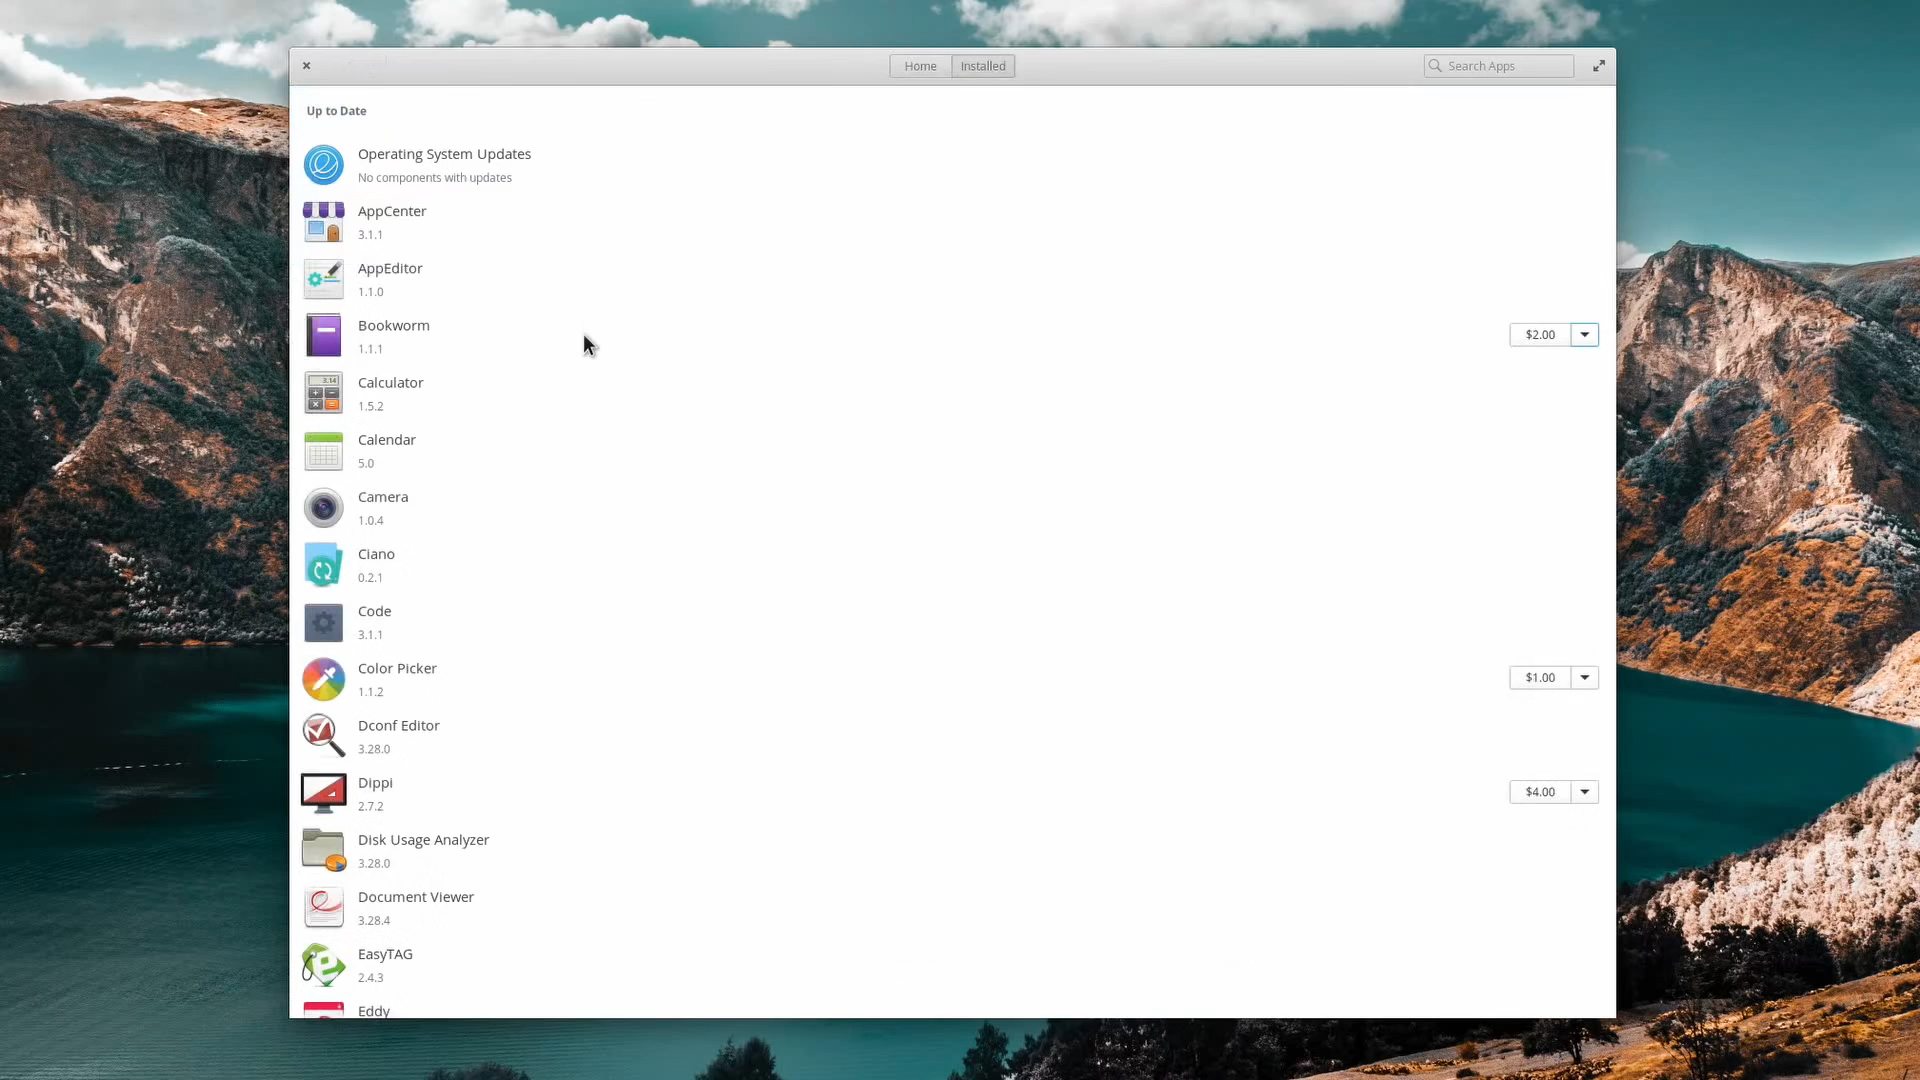 Home
Installed
Search Apps
Up to Date
Operating System Updates
No components with updates
AppCenter
3.1.1
AppEditor
1.1.0
Bookworm
1.1.1
$2.00
Calculator
1.5.2
Calendar
5.0
Camera
1.0.4
Ciano
0.2.1
Code
3.1.1
Color Picker
1.1.2
$1.00
Dconf Editor
3.28.0
Dippi
2.7.2
$4.00
Disk Usage Analyzer
3.28.0
Document Viewer
3.28.4
EasyTAG
2.4.3
Eddy